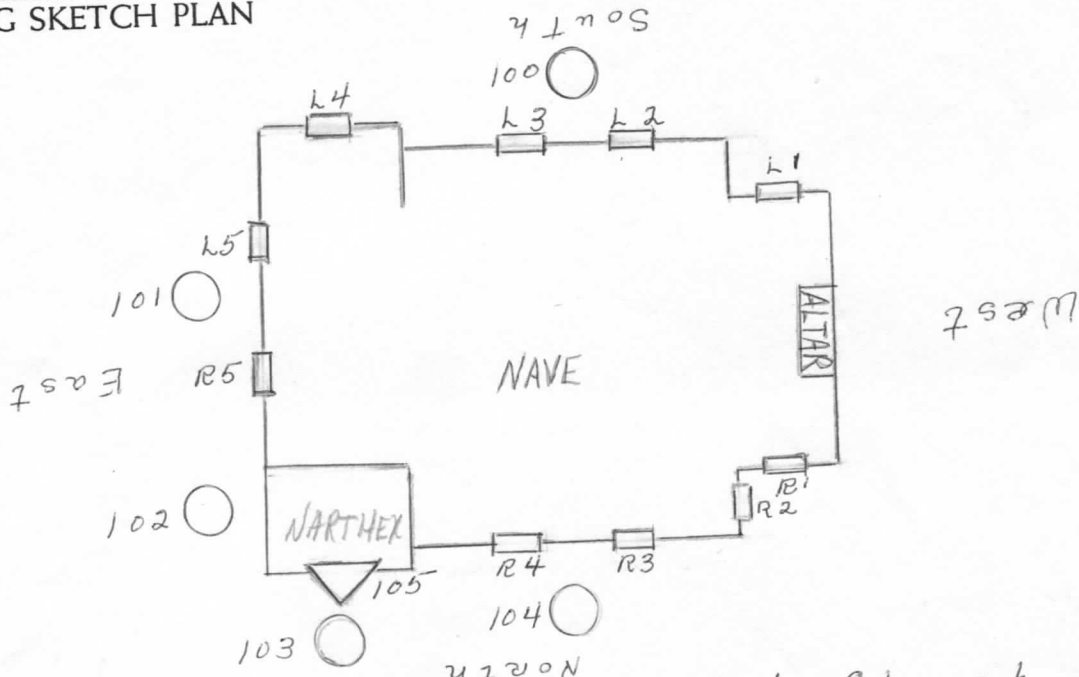 G SKETCH PLAN
South
100
L4
L3
L2
L1
L5
101
ALTAR
West
R5
NAVE
East
R1
R2
102
NARTHEX
R4
R3
105
104
103
North